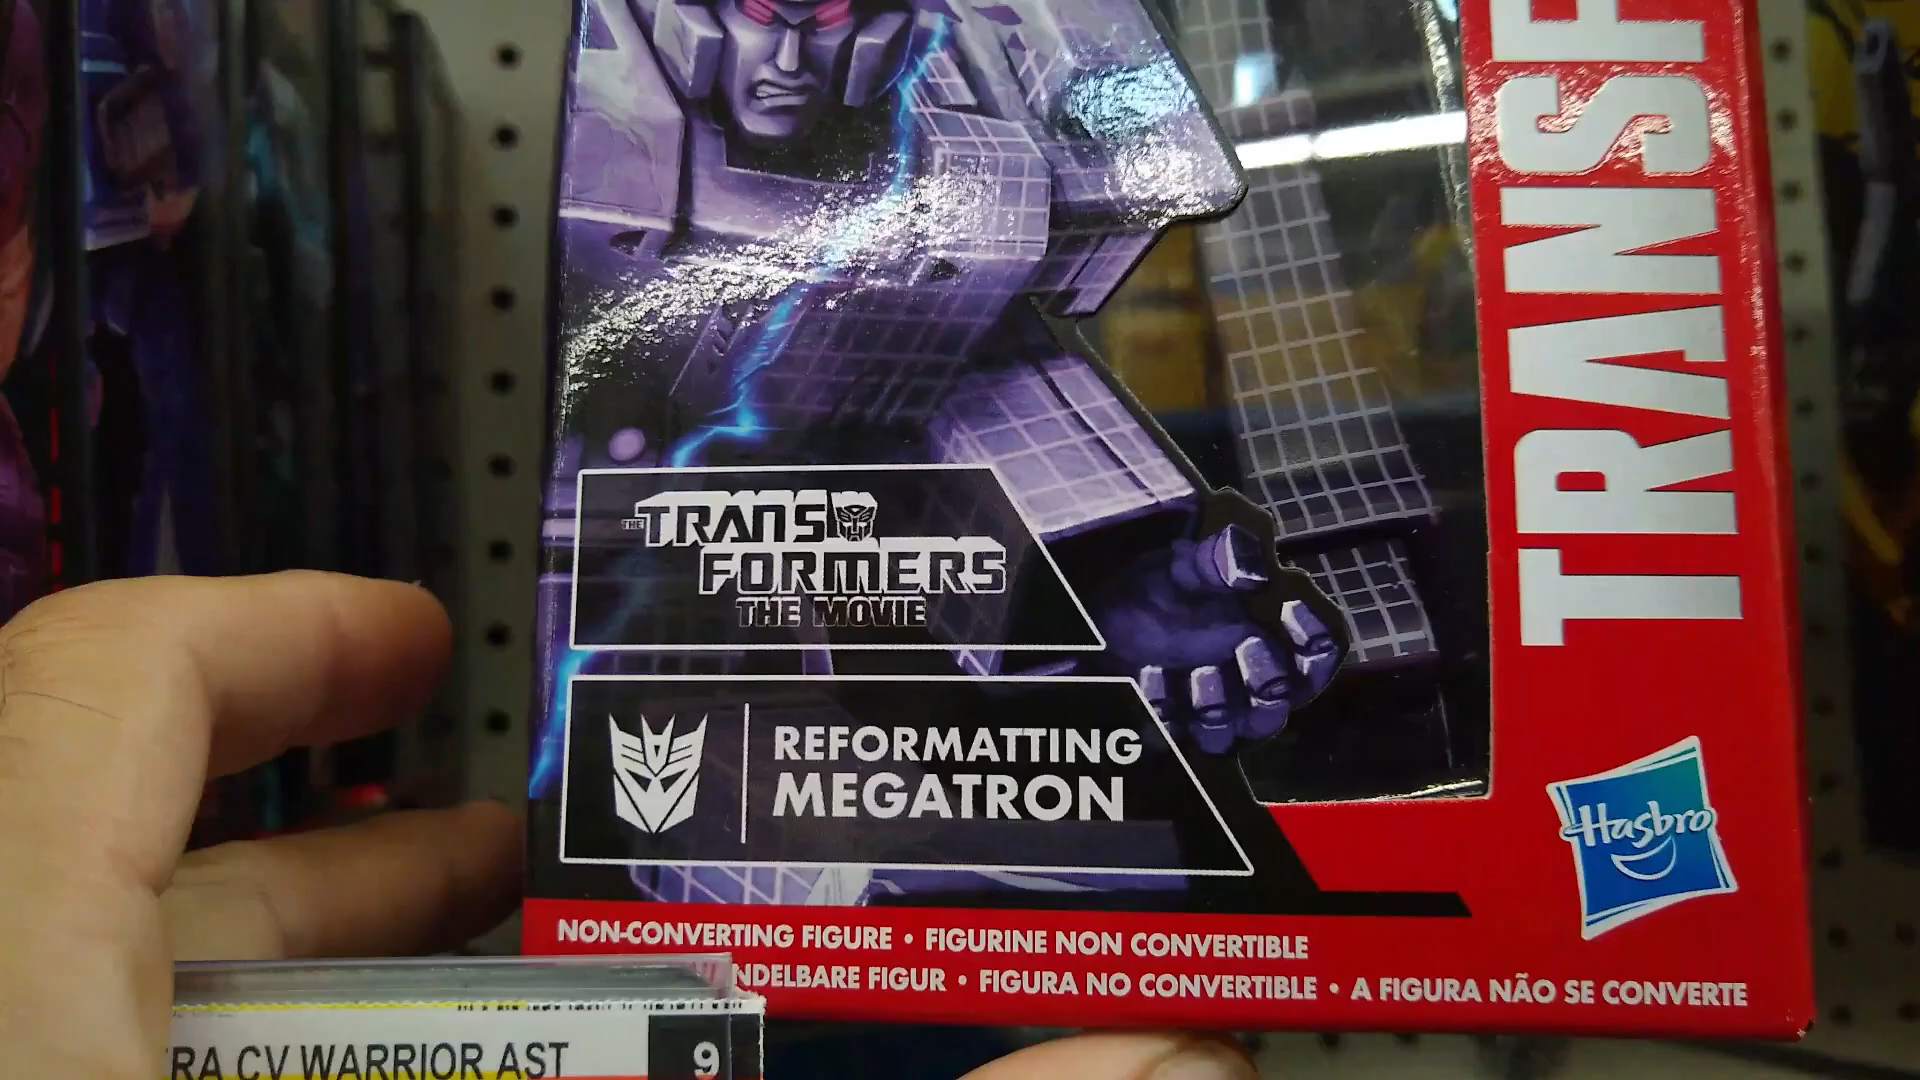 THE TRANS
FORMERS
THE MOVIE
REFORMATTING
MEGATRON
TRANSF
Hasbro
NON-CONVERTING FIGURE • FIGURINE NON CONVERTIBLE
NDELBARE FIGUR • FIGURA NO CONVERTIBLE • A FIGURA NÃO SE CONVERTE
RA CV WARRIOR AST 9